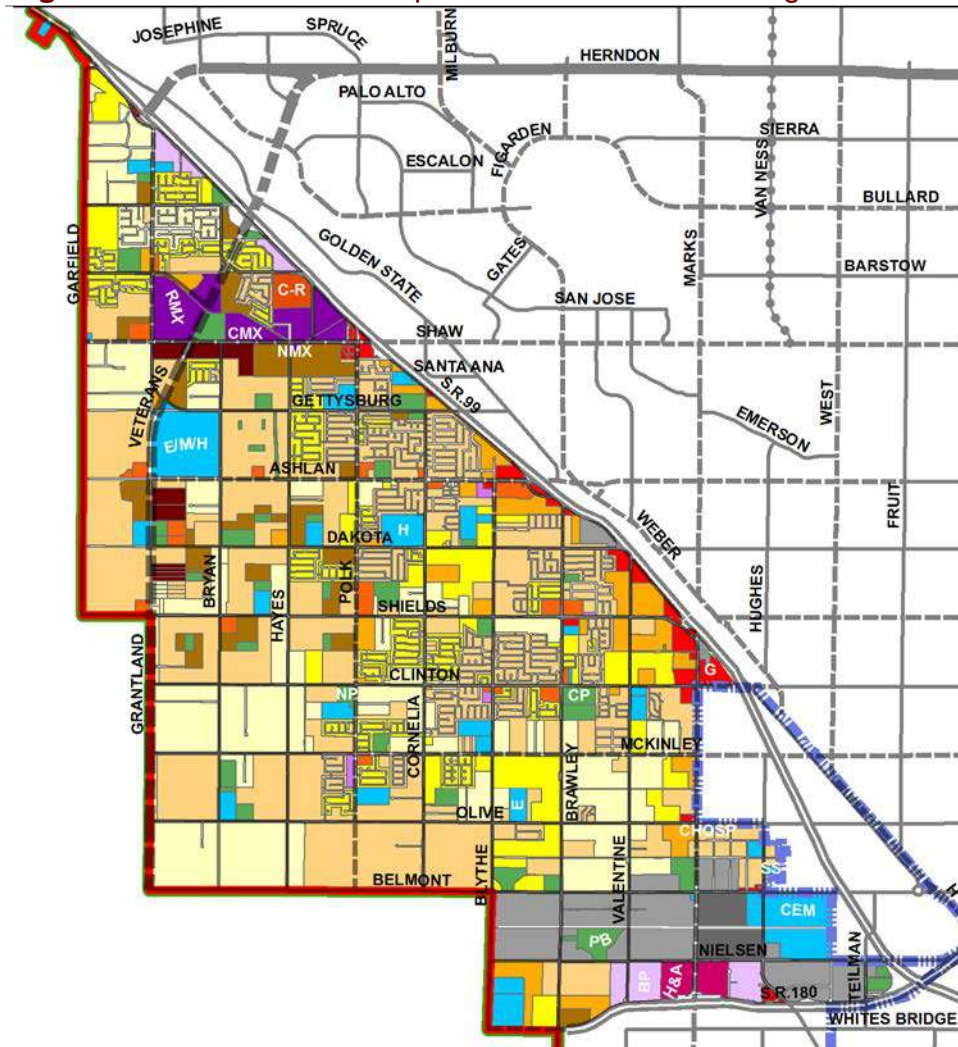 JOSEPHINE
SPRUCE
MILBURN
HERNDON
PALO ALTO
FIGARDEN
SIERRA
ESCALON
VAN NESS
BULLARD
GARFIELD
GOLDEN STATE
GATES
MARKS
BARSTOW
C-R
RMX
SAN JOSE
CMX
SHAW
NMX
SANTA ANA
VETERANS
GETTYSBURG
S.R.99
WEST
EMERSON
E/M/H
ASHLAN
FRUIT
WEBER
H
DAKOTA
BRYAN
HAYES
POLK
SHIELDS
HUGHES
CLINTON
G
GRANTLAND
NP
CORNELIA
CP
MCKINLEY
BRAWLEY
E
OLIVE
CHOSP
SS
BELMONT
BLYTHE
VALENTINE
CEM
PB
NIELSEN
TEILMAN
BP
H&A
S.R.180
WHITES BRIDGE